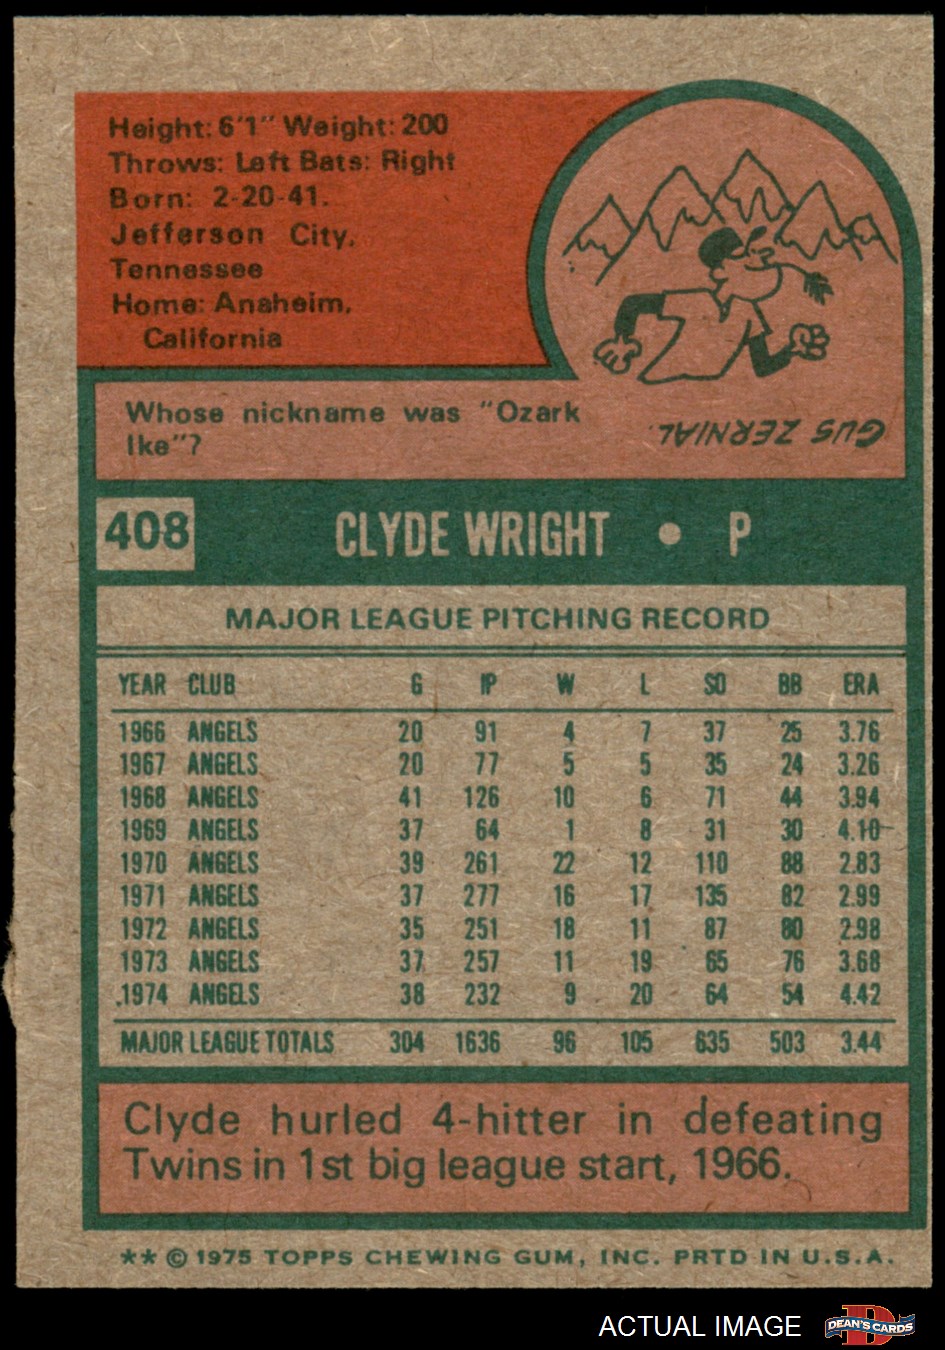 Height: 6'1" Weight: 200
Throws: Left Bats: Right
Born: 2-20-41.
Jefferson City,
Tennessee
Home: Anaheim,
California
Whose nickname was "Ozark
Ike"?
GUS ZERNIAL.
408 CLYDE WRIGHT • P
MAJOR LEAGUE PITCHING RECORD
YEAR CLUB G IP W L SO BB ERA
1966 ANGELS 20 91 4 7 37 25 3.76
1967 ANGELS 20 77 5 5 35 24 3.26
1968 ANGELS 41 126 10 6 71 44 3.94
1969 ANGELS 37 64 1 8 31 30 4.10
1970 ANGELS 39 261 22 12 110 88 2.83
1971 ANGELS 37 277 16 17 135 82 2.99
1972 ANGELS 35 251 18 11 87 80 2.98
1973 ANGELS 37 257 11 19 65 76 3.68
1974 ANGELS 38 232 9 20 64 54 4.42
MAJOR LEAGUE TOTALS 304 1636 96 105 635 503 3.44
Clyde hurled 4-hitter in defeating
Twins in 1st big league start, 1966.
** © 1975 TOPPS CHEWING GUM, INC. PRTD IN U.S.A.
ACTUAL IMAGE DEAN'S CARDS